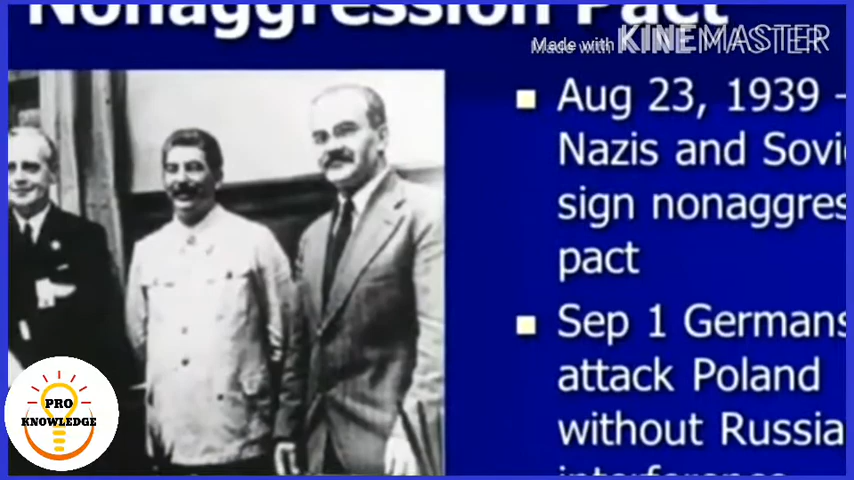 Nonaggression Pact
Made with KINEMASTER
Aug 23, 1939 -
Nazis and Sovi
sign nonaggres
pact
Sep 1 Germans
attack Poland
without Russia
interference
PRO
KNOWLEDGE